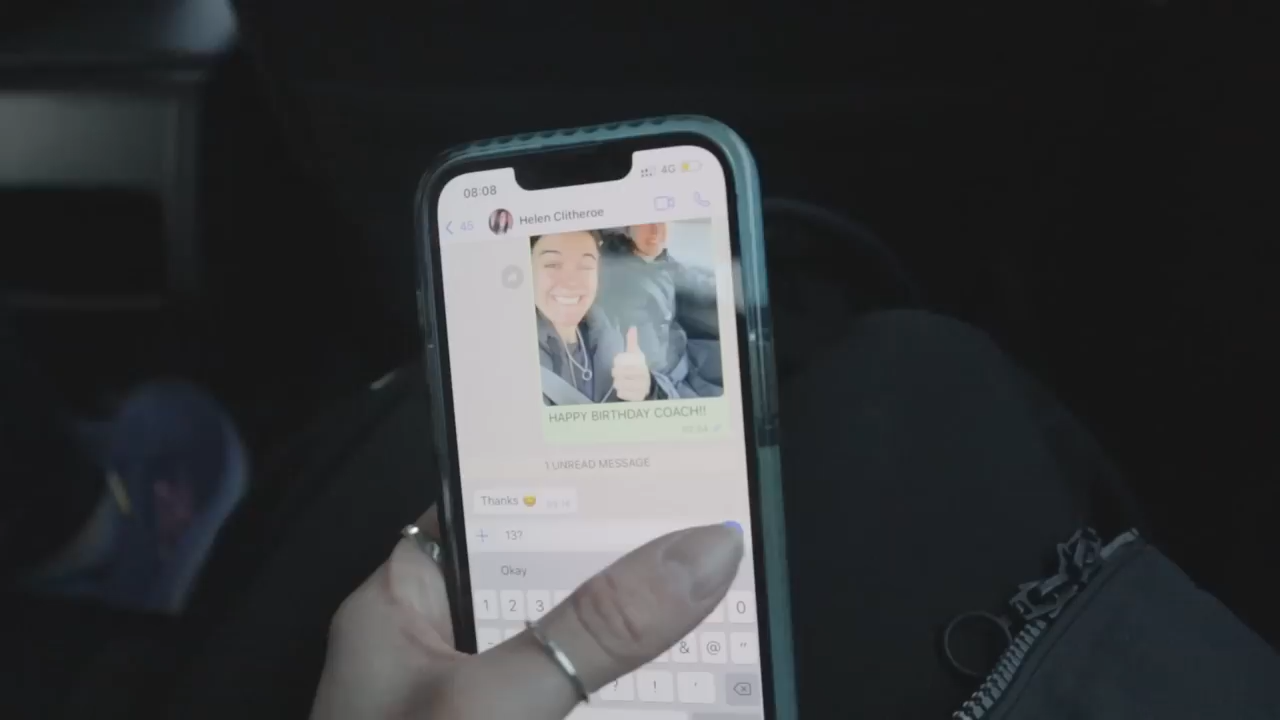 08:08
4G
45
Helen Clitheroe
HAPPY BIRTHDAY COACH!!
1 UNREAD MESSAGE
Thanks 😊
+ 13?
Okay
1 2 3 0
& @ "
? ! '